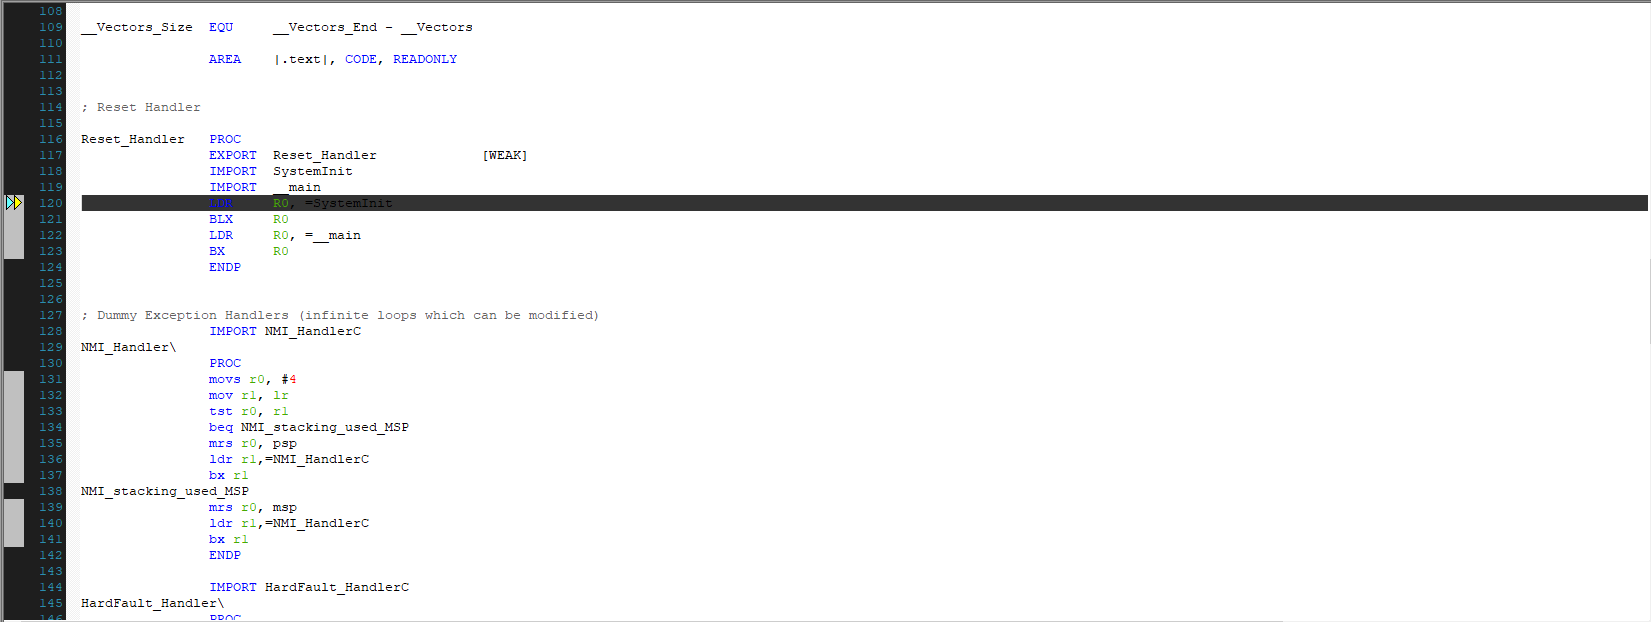 108
109 __Vectors_Size EQU __Vectors_End - __Vectors
110
111 AREA |.text|, CODE, READONLY
112
113
114 ; Reset Handler
115
116 Reset_Handler PROC
117 EXPORT Reset_Handler [WEAK]
118 IMPORT SystemInit
119 IMPORT __main
120 LDR R0, =SystemInit
121 BLX R0
122 LDR R0, =__main
123 BX R0
124 ENDP
125
126
127 ; Dummy Exception Handlers (infinite loops which can be modified)
128 IMPORT NMI_HandlerC
129 NMI_Handler\
130 PROC
131 movs r0, #4
132 mov r1, lr
133 tst r0, r1
134 beq NMI_stacking_used_MSP
135 mrs r0, psp
136 ldr r1,=NMI_HandlerC
137 bx r1
138 NMI_stacking_used_MSP
139 mrs r0, msp
140 ldr r1,=NMI_HandlerC
141 bx r1
142 ENDP
143
144 IMPORT HardFault_HandlerC
145 HardFault_Handler\
146 PROC